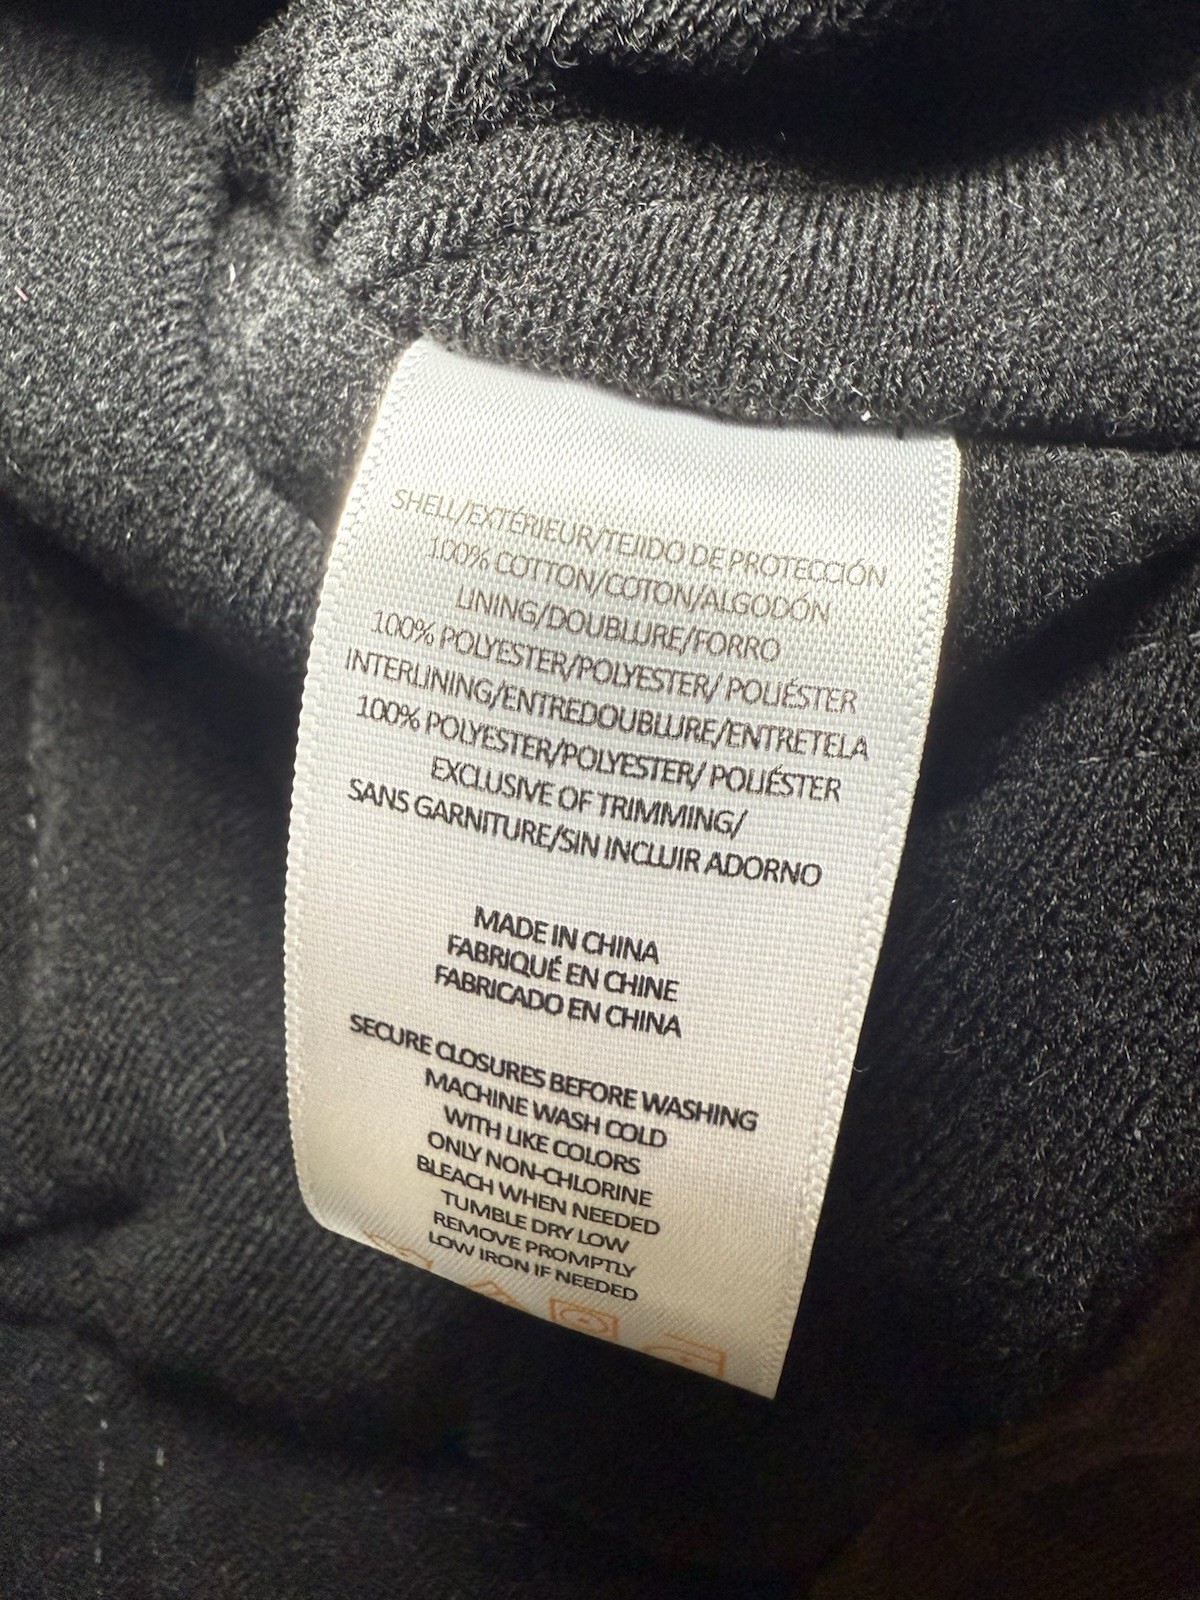 SHELL/EXTÉRIEUR/TEJIDO DE PROTECCIÓN
100% COTTON/COTON/ALGODÓN
LINING/DOUBLURE/FORRO
100% POLYESTER/POLYESTER/ POLIÉSTER
INTERLINING/ENTREDOUBLURE/ENTRETELA
100% POLYESTER/POLYESTER/ POLIÉSTER
EXCLUSIVE OF TRIMMING/
SANS GARNITURE/SIN INCLUIR ADORNO
MADE IN CHINA
FABRIQUÉ EN CHINE
FABRICADO EN CHINA
SECURE CLOSURES BEFORE WASHING
MACHINE WASH COLD
WITH LIKE COLORS
ONLY NON-CHLORINE
BLEACH WHEN NEEDED
TUMBLE DRY LOW
REMOVE PROMPTLY
LOW IRON IF NEEDED